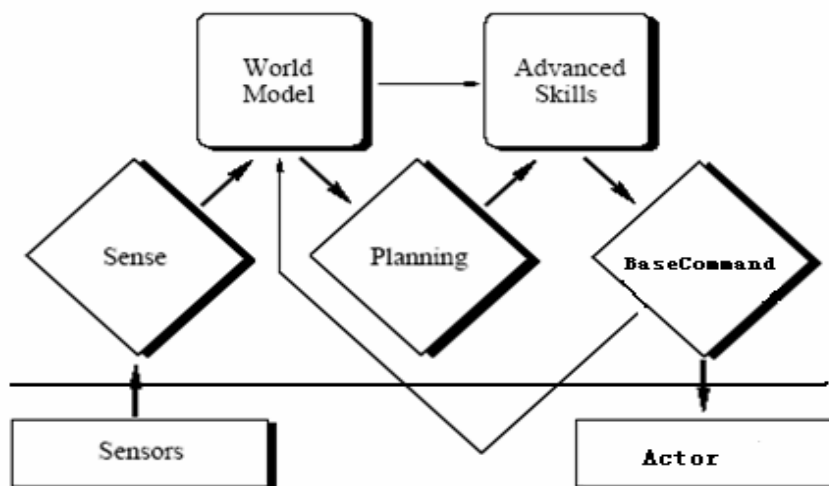 World
Model
Advanced
Skills
Sense
Planning
BaseCommand
Sensors
Actor